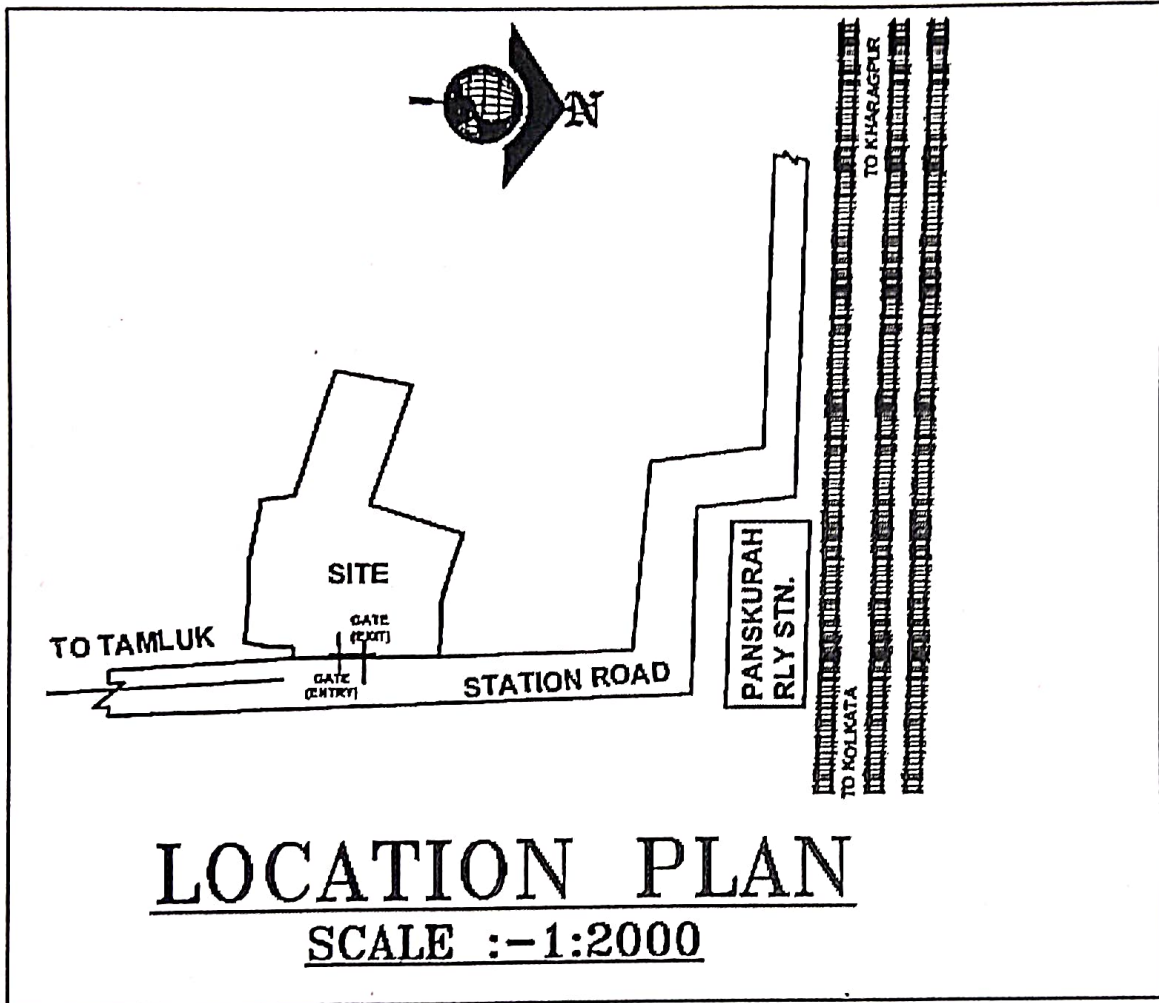 N
TO KHARAGPUR
SITE
GATE
(EXIT)
TO TAMLUK
GATE
(ENTRY)
STATION ROAD
PANSKURAH
RLY STN.
TO KOLKATA
LOCATION PLAN
SCALE :-1:2000